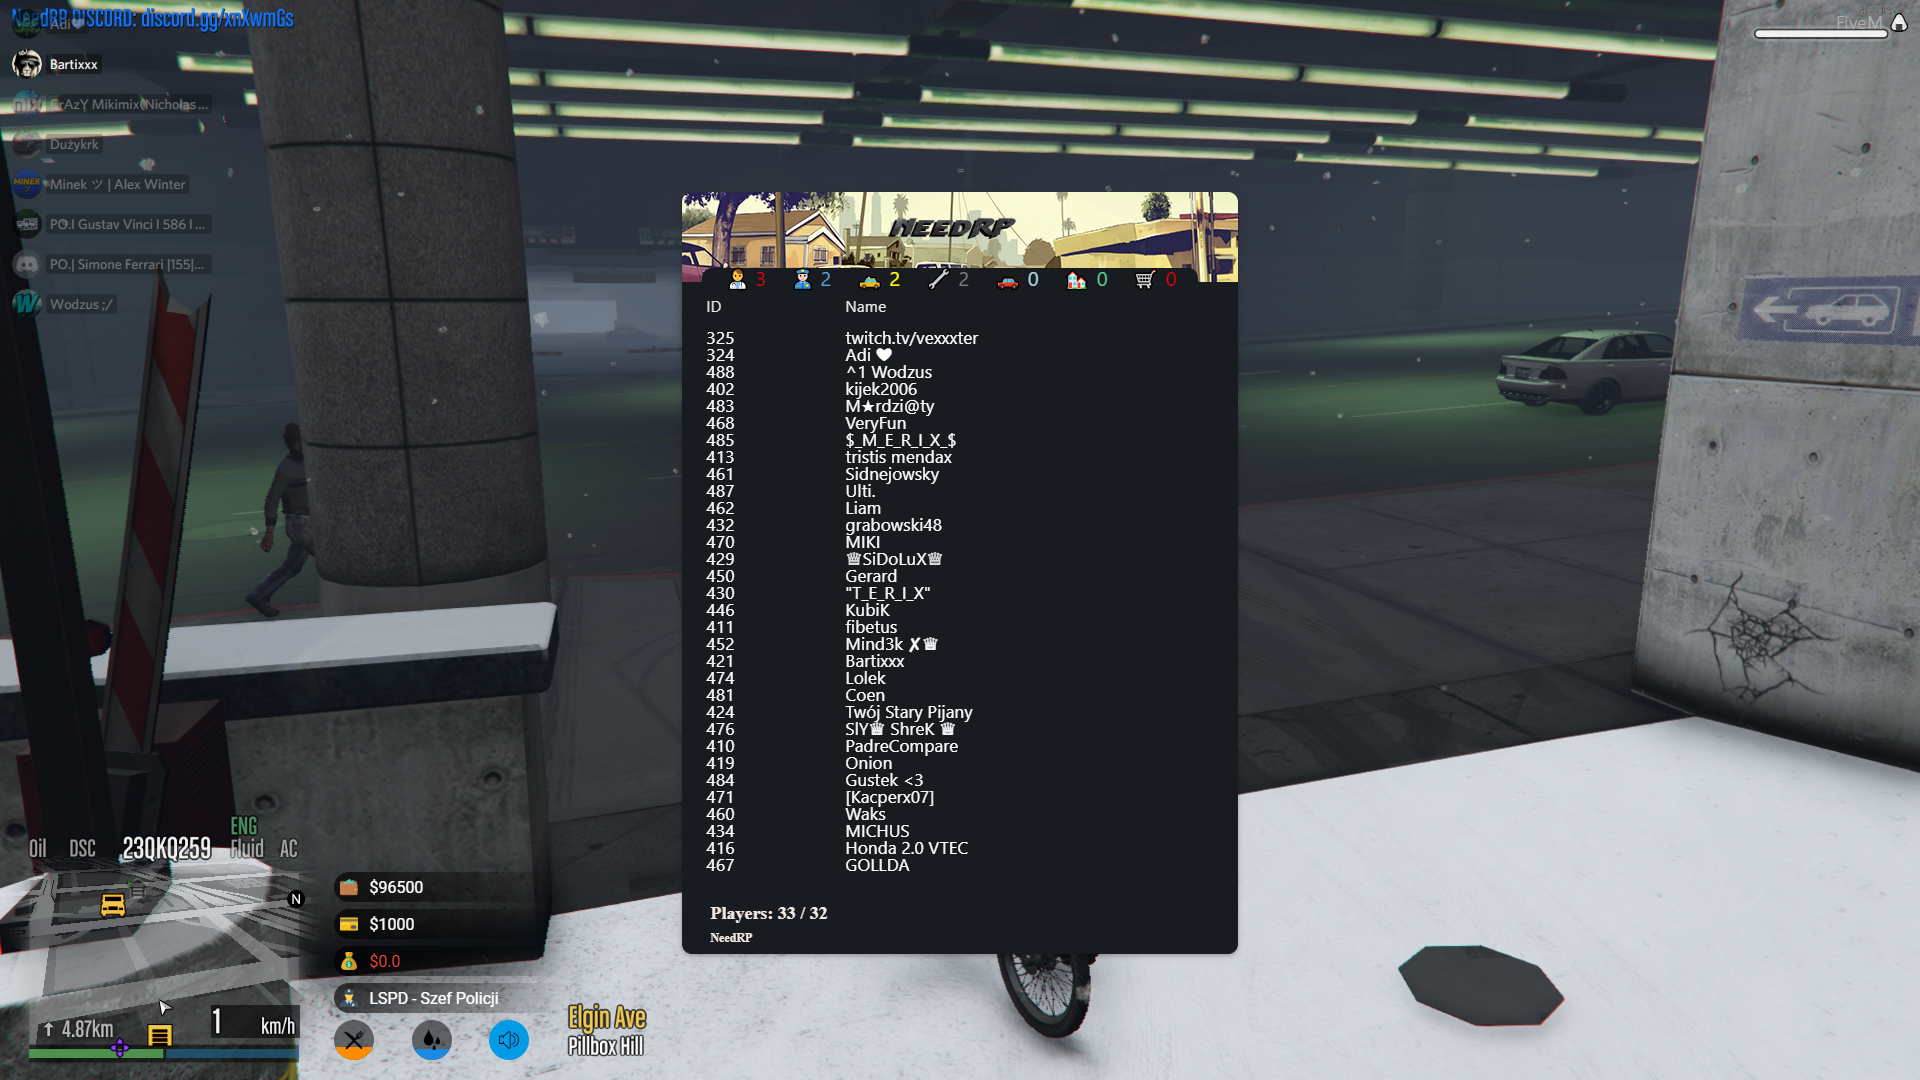 NeedRP DISCORD: discord.gg/xnXwmGs
Adi
Bartixxx
CrAzY Mikimix(Nicholas ...
Dużykrk
MINEK
Minek ツ | Alex Winter
PO.I Gustav Vinci I 586 I ...
PO.| Simone Ferrari |155|...
Wodzus ;/
FiveM
NeedRP
3 2 2 2 0 0 0
ID Name
325 twitch.tv/vexxxter
324 Adi ♥
488 ^1 Wodzus
402 kijek2006
483 M★rdzi@ty
468 VeryFun
485 $_M_E_R_I_X_$
413 tristis mendax
461 Sidnejowsky
487 Ulti.
462 Liam
432 grabowski48
470 MIKI
429 ♕SiDoLuX♕
450 Gerard
430 "T_E_R_I_X"
446 KubiK
411 fibetus
452 Mind3k ✗♕
421 Bartixxx
474 Lolek
481 Coen
424 Twój Stary Pijany
476 SlY♕ ShreK ♕
410 PadreCompare
419 Onion
484 Gustek <3
471 [Kacperx07]
460 Waks
434 MICHUS
416 Honda 2.0 VTEC
467 GOLLDA
Players: 33 / 32
NeedRP
ENG
Oil DSC 23QKQ259 Fluid AC
N
$96500
$1000
$0.0
LSPD - Szef Policji
↑ 4.87km
1 km/h
Elgin Ave
Pillbox Hill